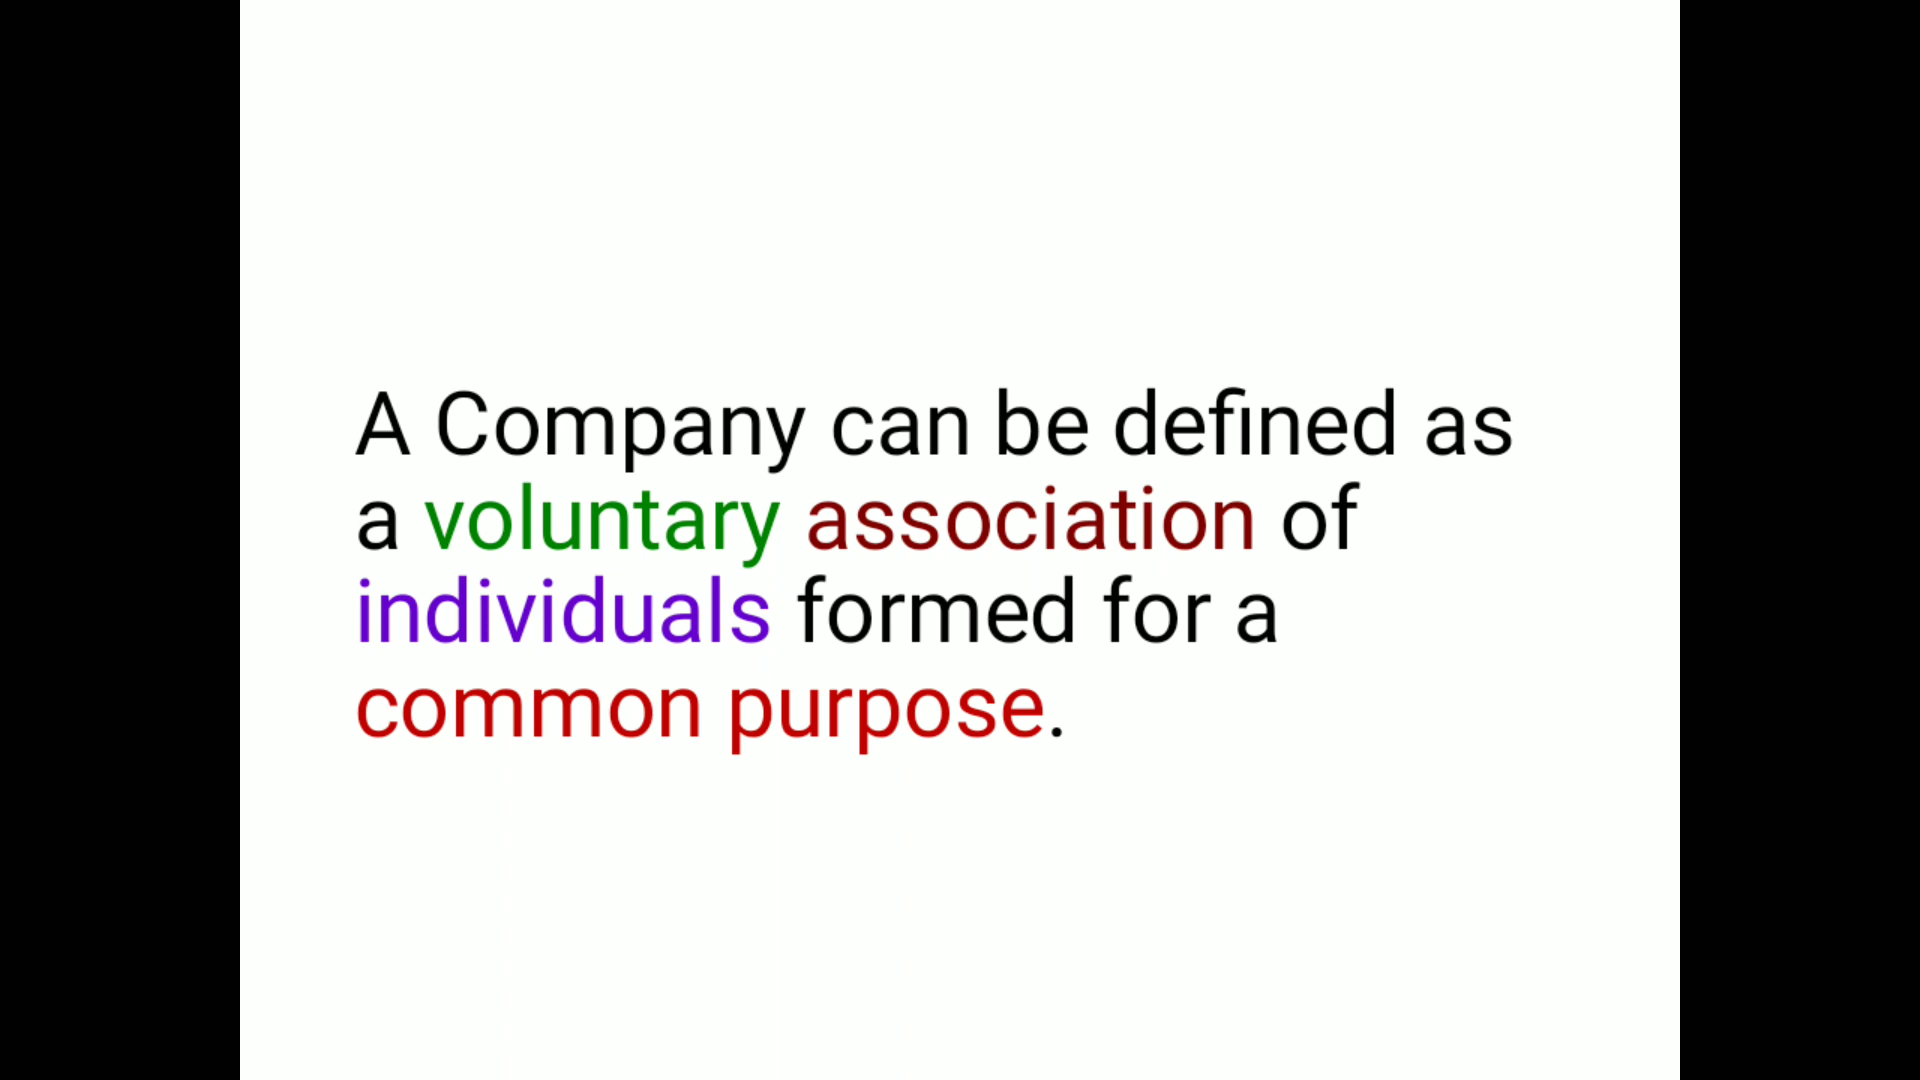 A Company can be defined as
a voluntary association of
individuals formed for a
common purpose.